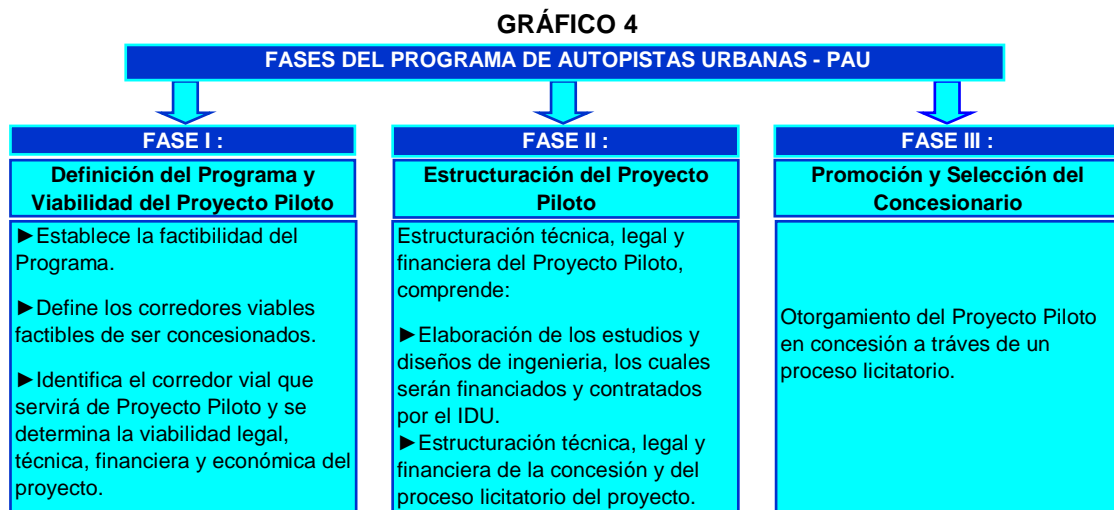 GRÁFICO 4
FASES DEL PROGRAMA DE AUTOPISTAS URBANAS - PAU
FASE I :
Definición del Programa y
Viabilidad del Proyecto Piloto
►Establece la factibilidad del
Programa.
►Define los corredores viables
factibles de ser concesionados.
►Identifica el corredor vial que
servirá de Proyecto Piloto y se
determina la viabilidad legal,
técnica, financiera y económica del
proyecto.
FASE II :
Estructuración del Proyecto
Piloto
Estructuración técnica, legal y
financiera del Proyecto Piloto,
comprende:
►Elaboración de los estudios y
diseños de ingenieria, los cuales
serán financiados y contratados
por el IDU.
►Estructuración técnica, legal y
financiera de la concesión y del
proceso licitatorio del proyecto.
FASE III :
Promoción y Selección del
Concesionario
Otorgamiento del Proyecto Piloto
en concesión a tráves de un
proceso licitatorio.